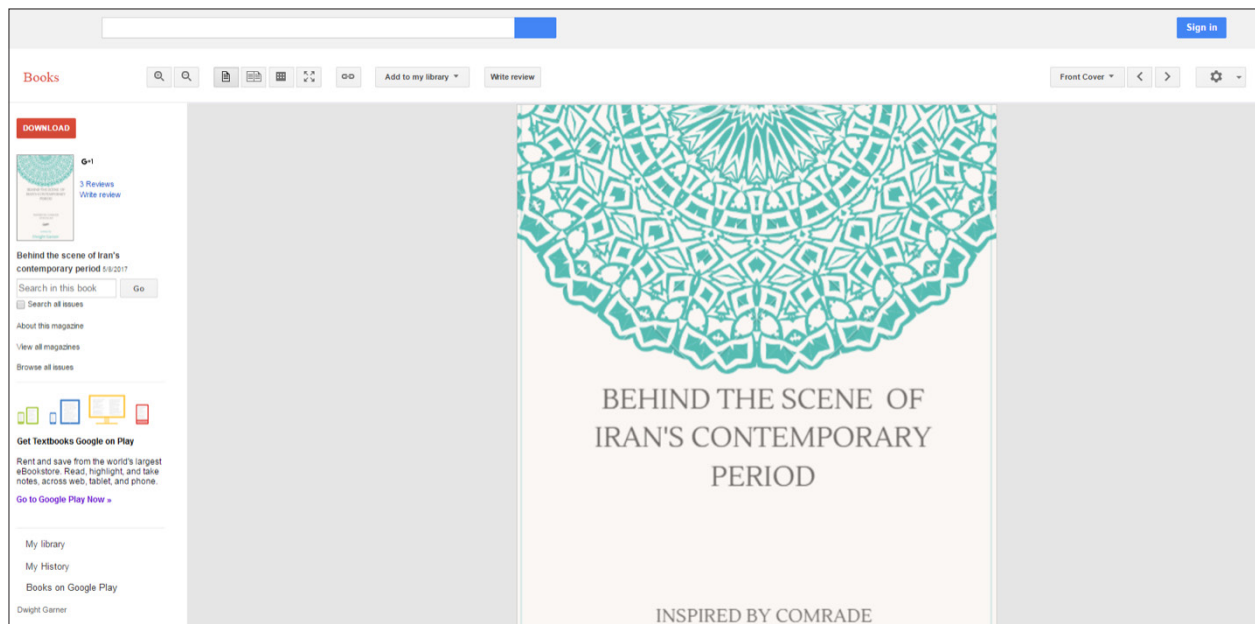 Sign in
Books
Add to my library
Write review
Front Cover
DOWNLOAD
G+1
3 Reviews
Write review
Behind the scene of Iran's
contemporary period 5/8/2017
Search in this book
Go
Search all issues
About this magazine
View all magazines
Browse all issues
Get Textbooks Google on Play
Rent and save from the world's largest
eBookstore. Read, highlight, and take
notes, across web, tablet, and phone.
Go to Google Play Now »
My library
My History
Books on Google Play
Dwight Garner
BEHIND THE SCENE OF
IRAN'S CONTEMPORARY
PERIOD
INSPIRED BY COMRADE